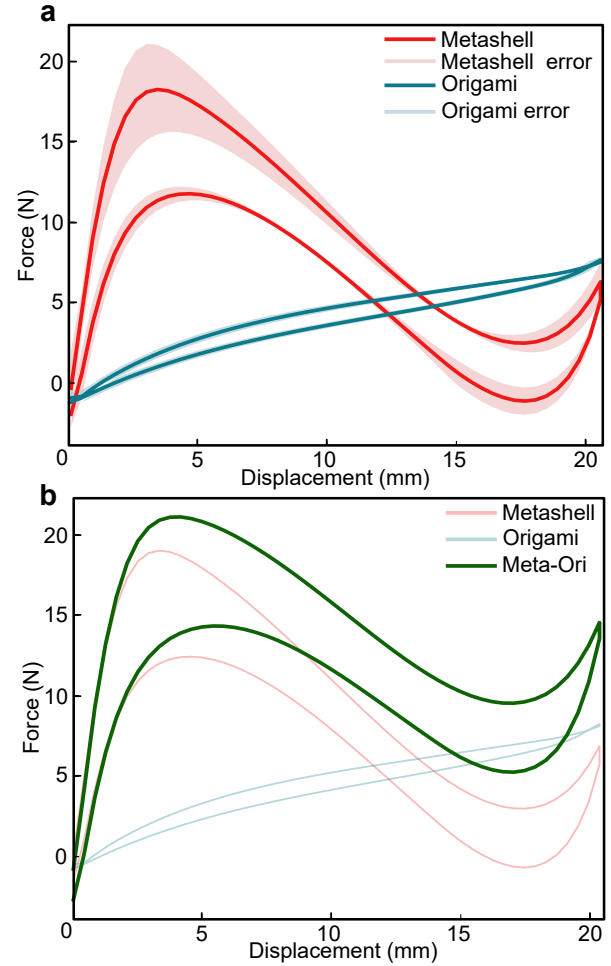 a
Metashell
Metashell error
Origami
Origami error
20
15
10
5
0
Force (N)
0
5
10
15
20
Displacement (mm)
b
Metashell
Origami
Meta-Ori
20
15
10
5
0
Force (N)
0
5
10
15
20
Displacement (mm)